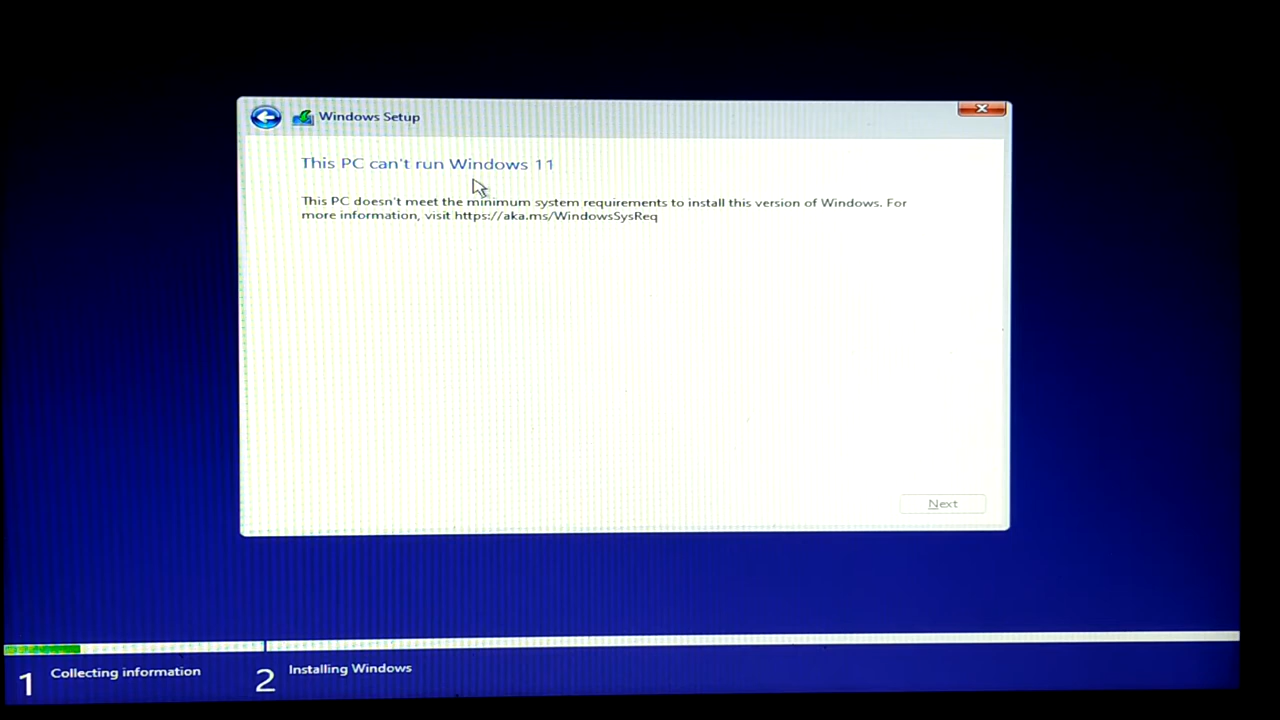 Windows Setup
This PC can't run Windows 11
This PC doesn't meet the minimum system requirements to install this version of Windows. For
more information, visit https://aka.ms/WindowsSysReq
Next
1 Collecting information
2 Installing Windows